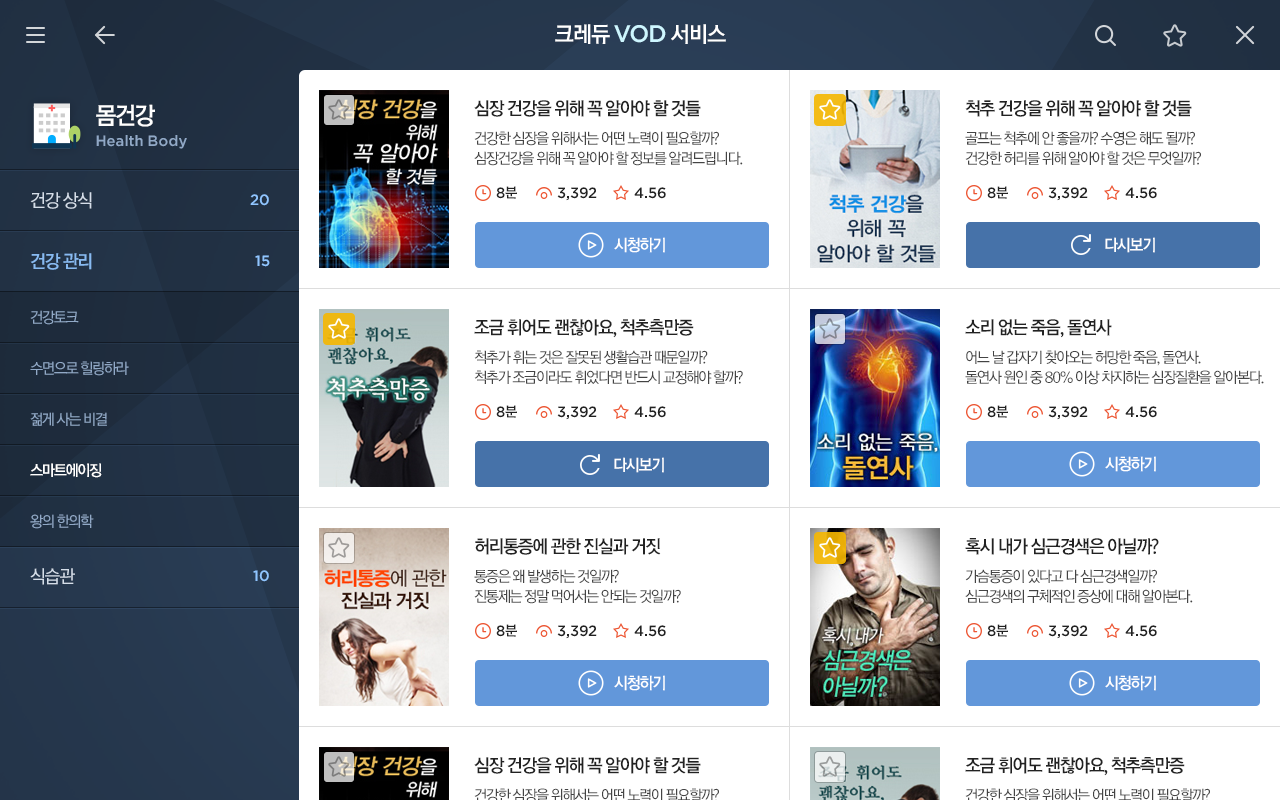 크레듀 VOD 서비스
몸건강
Health Body
건강 상식 20
건강 관리 15
건강토크
수면으로 힐링하라
젊게 사는 비결
스마트에이징
왕의 한의학
식습관 10
심장 건강을
위해
꼭 알아야
할 것들
심장 건강을 위해 꼭 알아야 할 것들
건강한 심장을 위해서는 어떤 노력이 필요할까?
심장건강을 위해 꼭 알아야 할 정보를 알려드립니다.
8분 3,392 4.56
시청하기
척추 건강을
위해 꼭
알아야 할 것들
척추 건강을 위해 꼭 알아야 할 것들
골프는 척추에 안 좋을까? 수영은 해도 될까?
건강한 허리를 위해 알아야 할 것은 무엇일까?
8분 3,392 4.56
다시보기
휘어도
괜찮아요,
척추측만증
조금 휘어도 괜찮아요, 척추측만증
척추가 휘는 것은 잘못된 생활습관 때문일까?
척추가 조금이라도 휘었다면 반드시 교정해야 할까?
8분 3,392 4.56
다시보기
소리 없는 죽음,
돌연사
소리 없는 죽음, 돌연사
어느 날 갑자기 찾아오는 허망한 죽음, 돌연사.
돌연사 원인 중 80% 이상 차지하는 심장질환을 알아본다.
8분 3,392 4.56
시청하기
허리통증에 관한
진실과 거짓
허리통증에 관한 진실과 거짓
통증은 왜 발생하는 것일까?
진통제는 정말 먹어서는 안되는 것일까?
8분 3,392 4.56
시청하기
혹시 내가
심근경색은
아닐까?
혹시 내가 심근경색은 아닐까?
가슴통증이 있다고 다 심근경색일까?
심근경색의 구체적인 증상에 대해 알아본다.
8분 3,392 4.56
시청하기
심장 건강을
위해
심장 건강을 위해 꼭 알아야 할 것들
건강한 심장을 위해서는 어떤 노력이 필요할까?
휘어도
괜찮아요,
조금 휘어도 괜찮아요, 척추측만증
건강한 심장을 위해서는 어떤 노력이 필요할까?